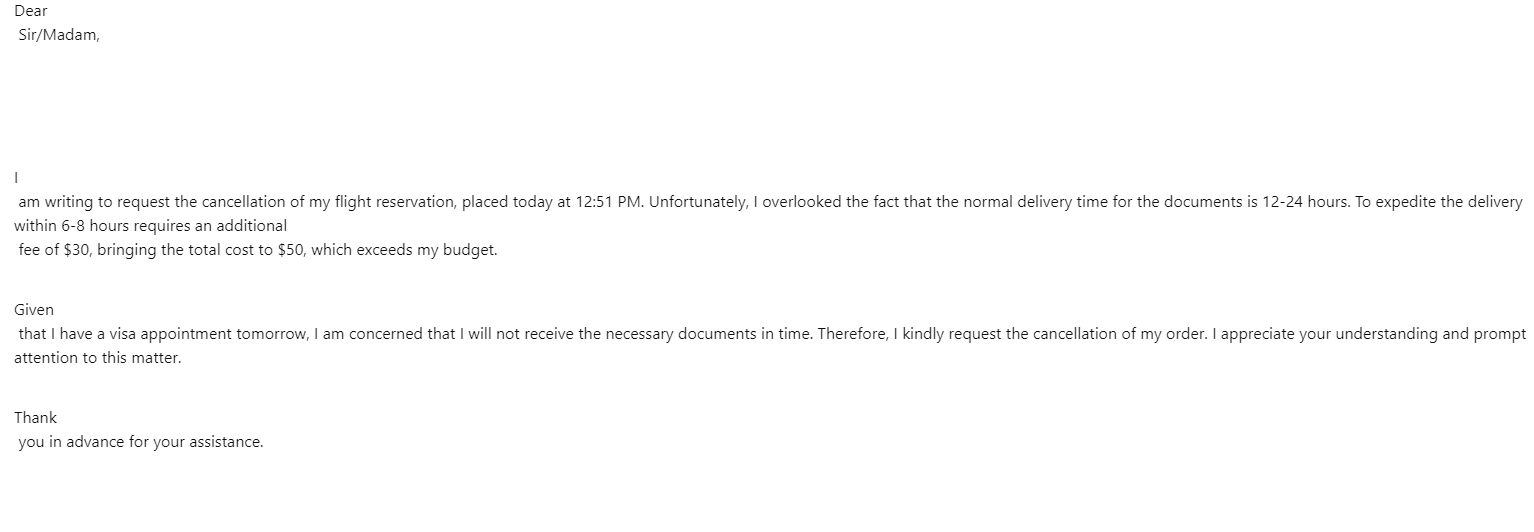 Dear
Sir/Madam,
I
am writing to request the cancellation of my flight reservation, placed today at 12:51 PM. Unfortunately, I overlooked the fact that the normal delivery time for the documents is 12-24 hours. To expedite the delivery
within 6-8 hours requires an additional
fee of $30, bringing the total cost to $50, which exceeds my budget.
Given
that I have a visa appointment tomorrow, I am concerned that I will not receive the necessary documents in time. Therefore, I kindly request the cancellation of my order. I appreciate your understanding and prompt
attention to this matter.
Thank
you in advance for your assistance.